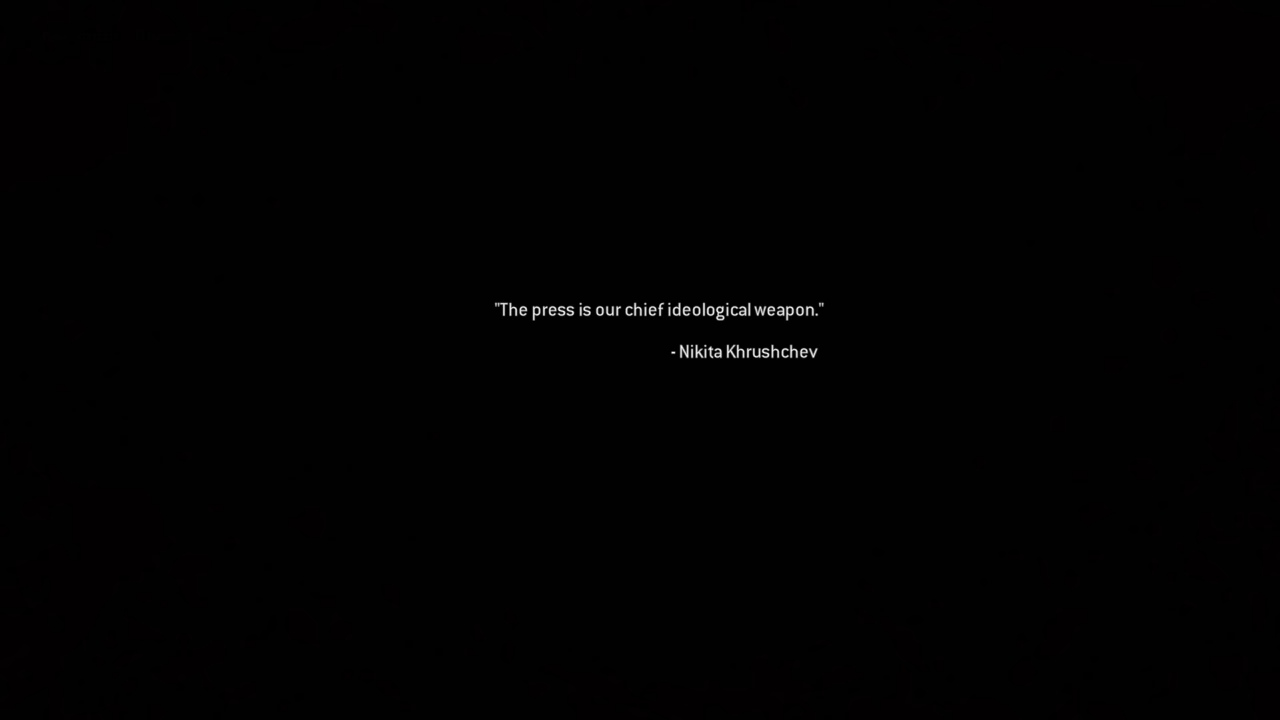 "The press is our chief ideological weapon."
- Nikita Khrushchev